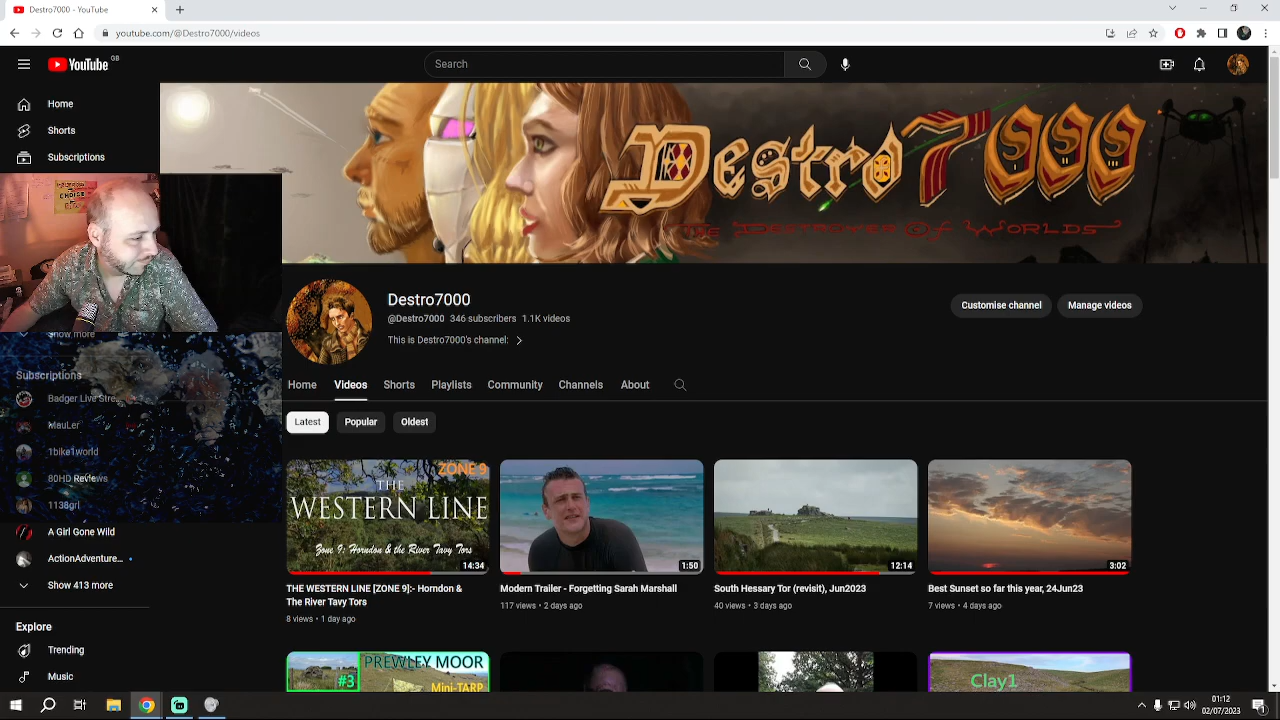 Destro7000 - YouTube
youtube.com/@Destro7000/videos
YouTube GB
Search
Home
Shorts
Subscriptions
Destro7000
The Destroyer Of Worlds
Destro7000
@Destro7000 346 subscribers 1.1K videos
This is Destro7000's channel:
Customise channel
Manage videos
Home Videos Shorts Playlists Community Channels About
Latest Popular Oldest
Show more
Subscriptions
Badger Live Stre...
MauLer
1bike1world
80HD Reviews
1138grl
A Girl Gone Wild
ActionAdventure...
Show 413 more
Explore
Trending
Music
ZONE 9
THE
WESTERN LINE
Zone 9: Horndon & the River Tavy Tors
14:34
THE WESTERN LINE [ZONE 9]:- Horndon &
The River Tavy Tors
8 views • 1 day ago
1:50
Modern Trailer - Forgetting Sarah Marshall
117 views • 2 days ago
12:14
South Hessary Tor (revisit), Jun2023
40 views • 3 days ago
3:02
Best Sunset so far this year, 24Jun23
7 views • 4 days ago
PREWLEY MOOR
#3
Mini-TARP
Clay1
01:12
02/07/2023